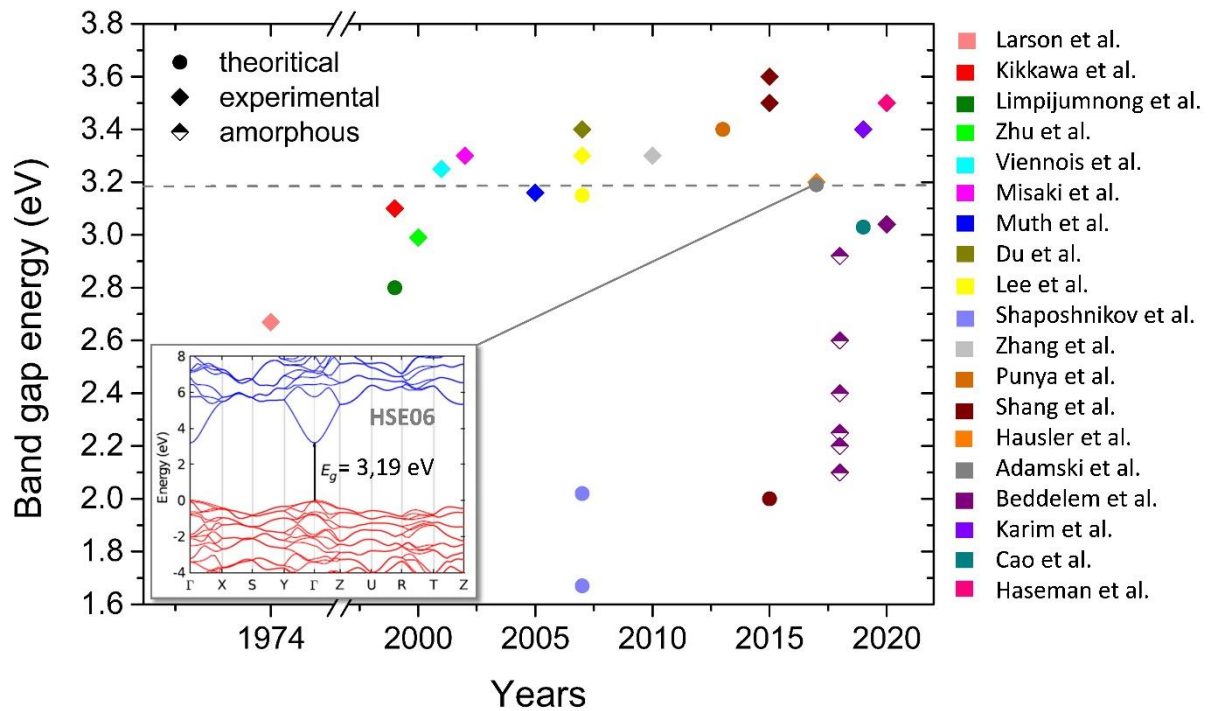 Band gap energy (eV)
3.8
3.6
3.4
3.2
3.0
2.8
2.6
2.4
2.2
2.0
1.8
1.6
theoritical
experimental
amorphous
Energy (eV)
8
6
4
2
0
-2
-4
HSE06
Eg= 3,19 eV
Γ X S Y Γ Z U R T Z
1974 2000 2005 2010 2015 2020
Years
Larson et al.
Kikkawa et al.
Limpijumnong et al.
Zhu et al.
Viennois et al.
Misaki et al.
Muth et al.
Du et al.
Lee et al.
Shaposhnikov et al.
Zhang et al.
Punya et al.
Shang et al.
Hausler et al.
Adamski et al.
Beddelem et al.
Karim et al.
Cao et al.
Haseman et al.